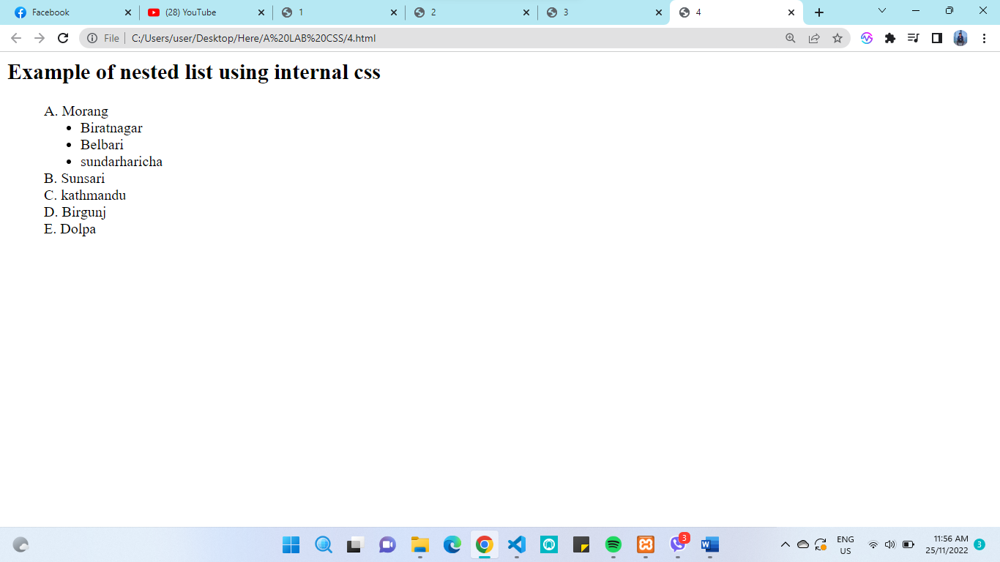 Facebook (28) YouTube 1 2 3 4
File C:/Users/user/Desktop/Here/A%20LAB%20CSS/4.html
Example of nested list using internal css
A. Morang
• Biratnagar
• Belbari
• sundarharicha
B. Sunsari
C. kathmandu
D. Birgunj
E. Dolpa
3
ENG
US
11:56 AM
25/11/2022
3